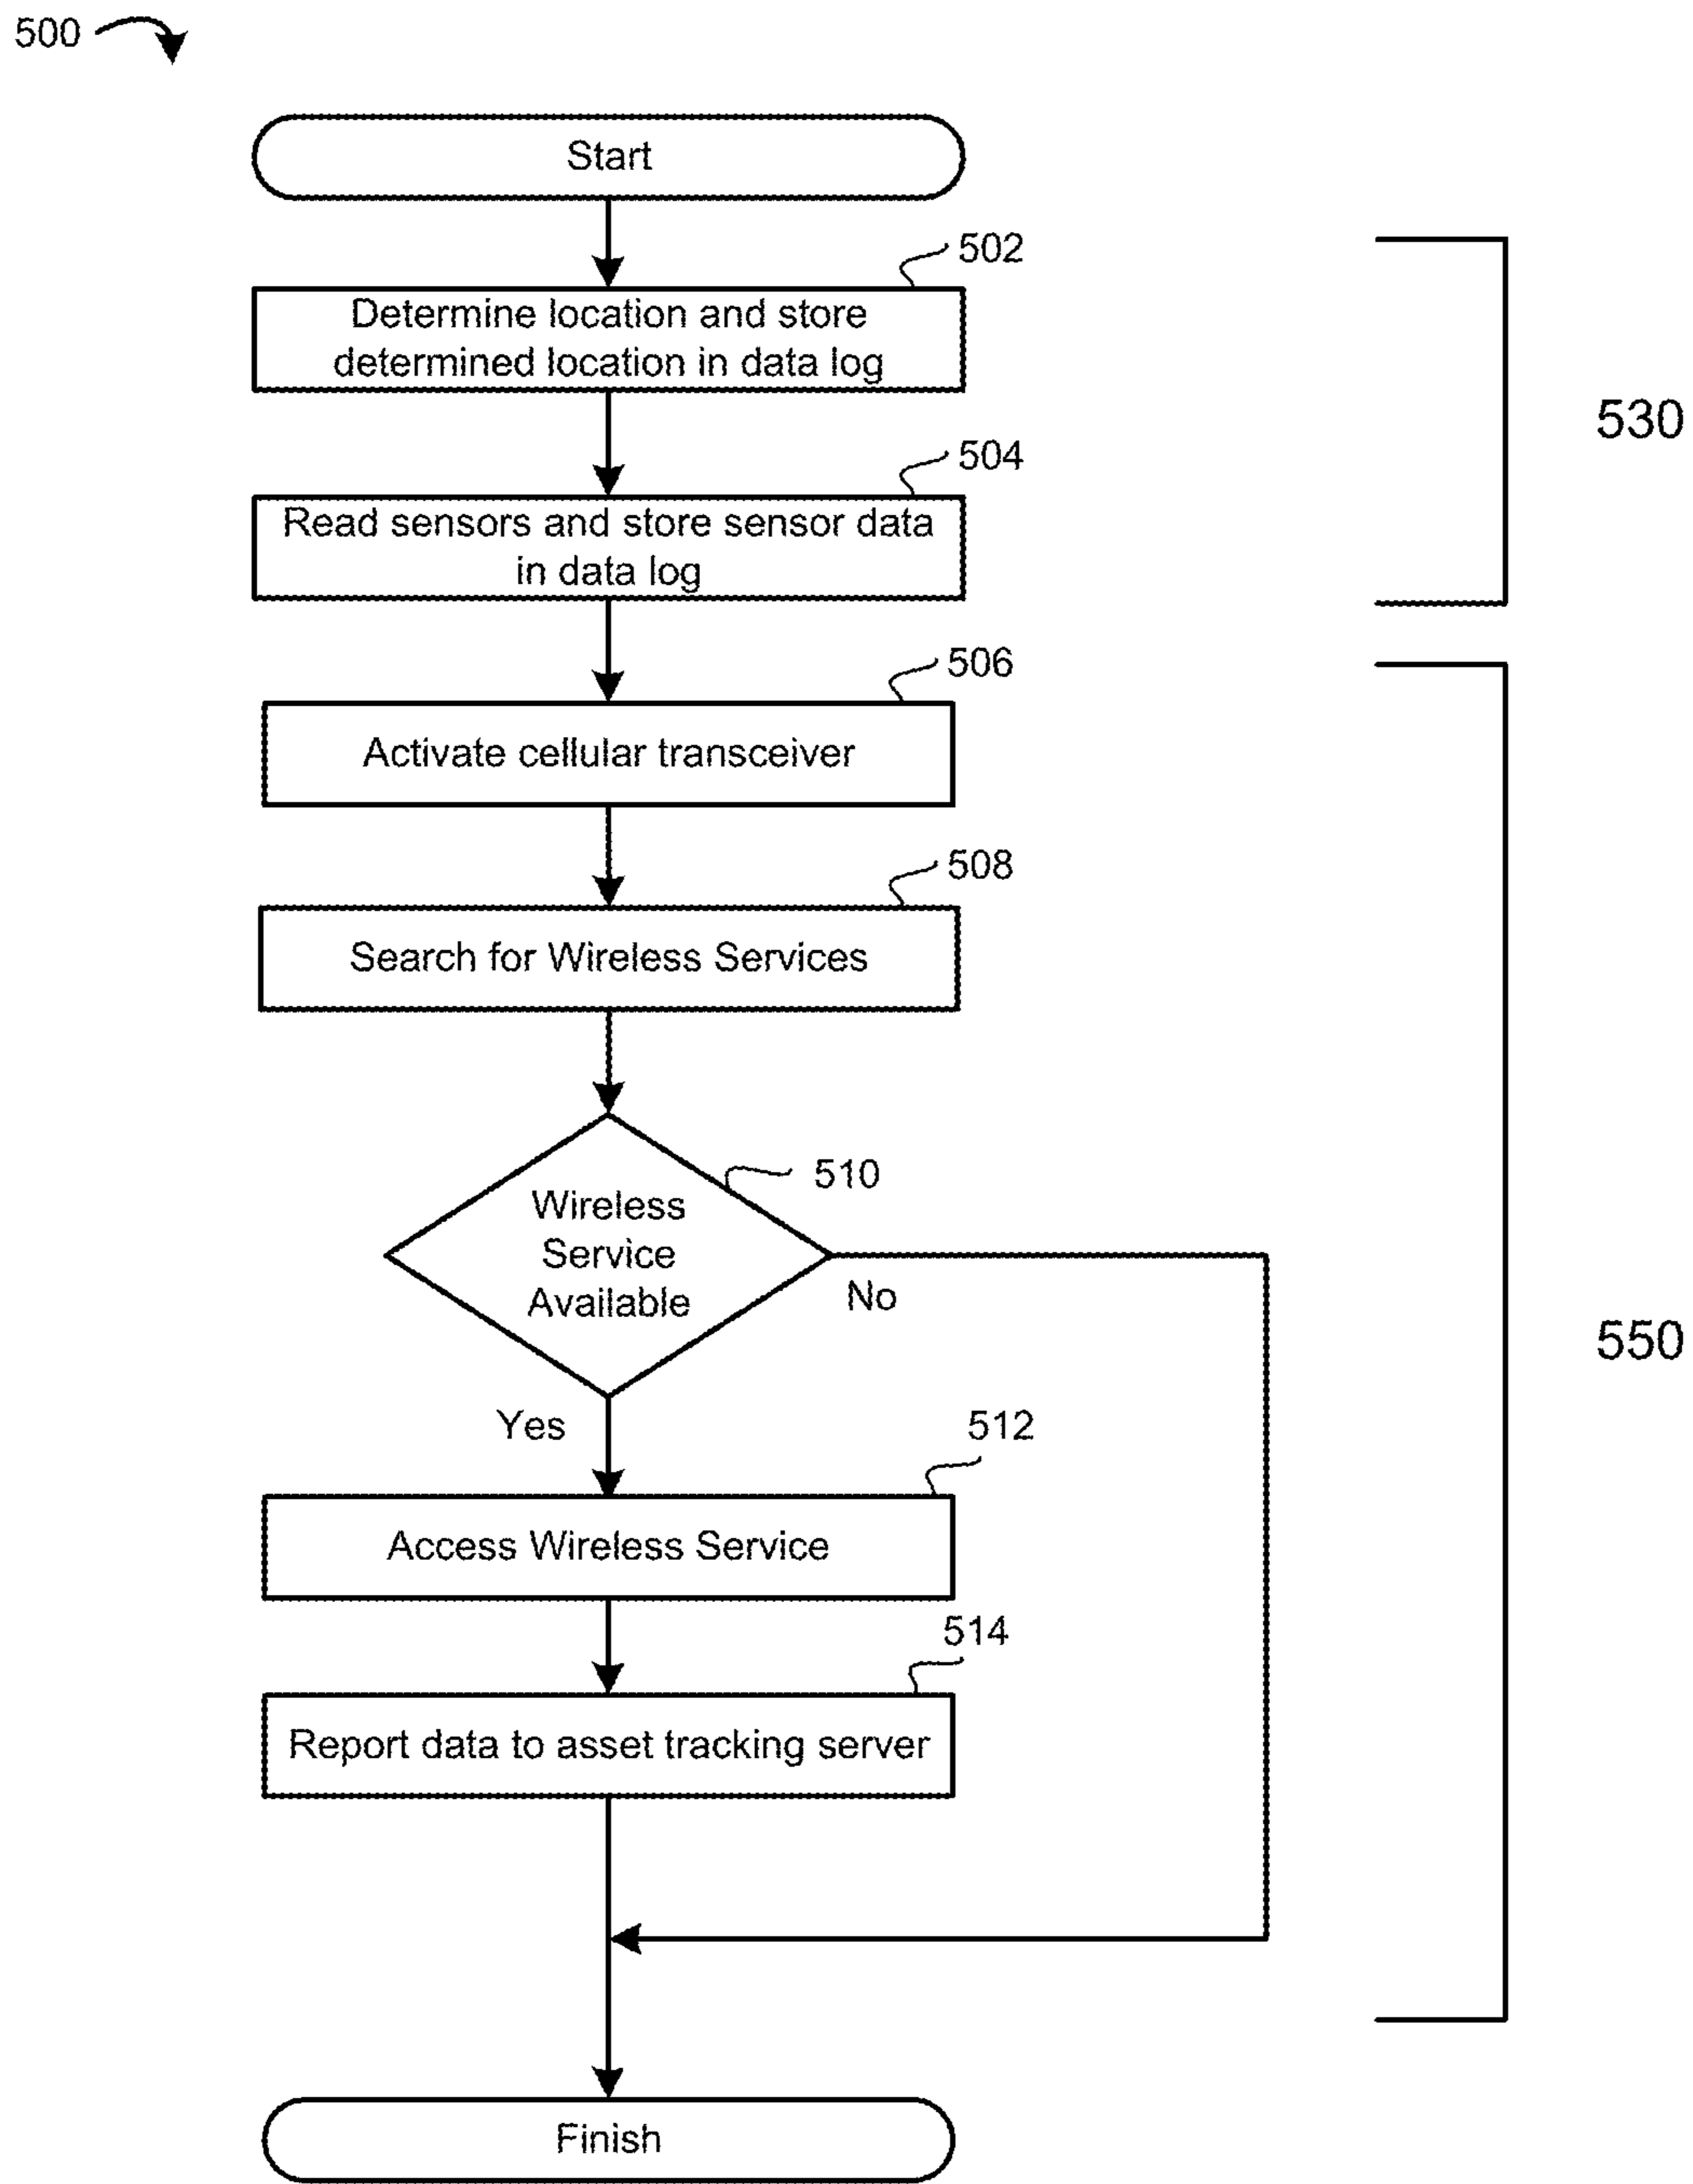 500
Start
502
Determine location and store
determined location in data log
530
504
Read sensors and store sensor data
in data log
506
Activate cellular transceiver
508
Search for Wireless Services
510
Wireless
Service
Available
No
550
Yes
512
Access Wireless Service
514
Report data to asset tracking server
Finish